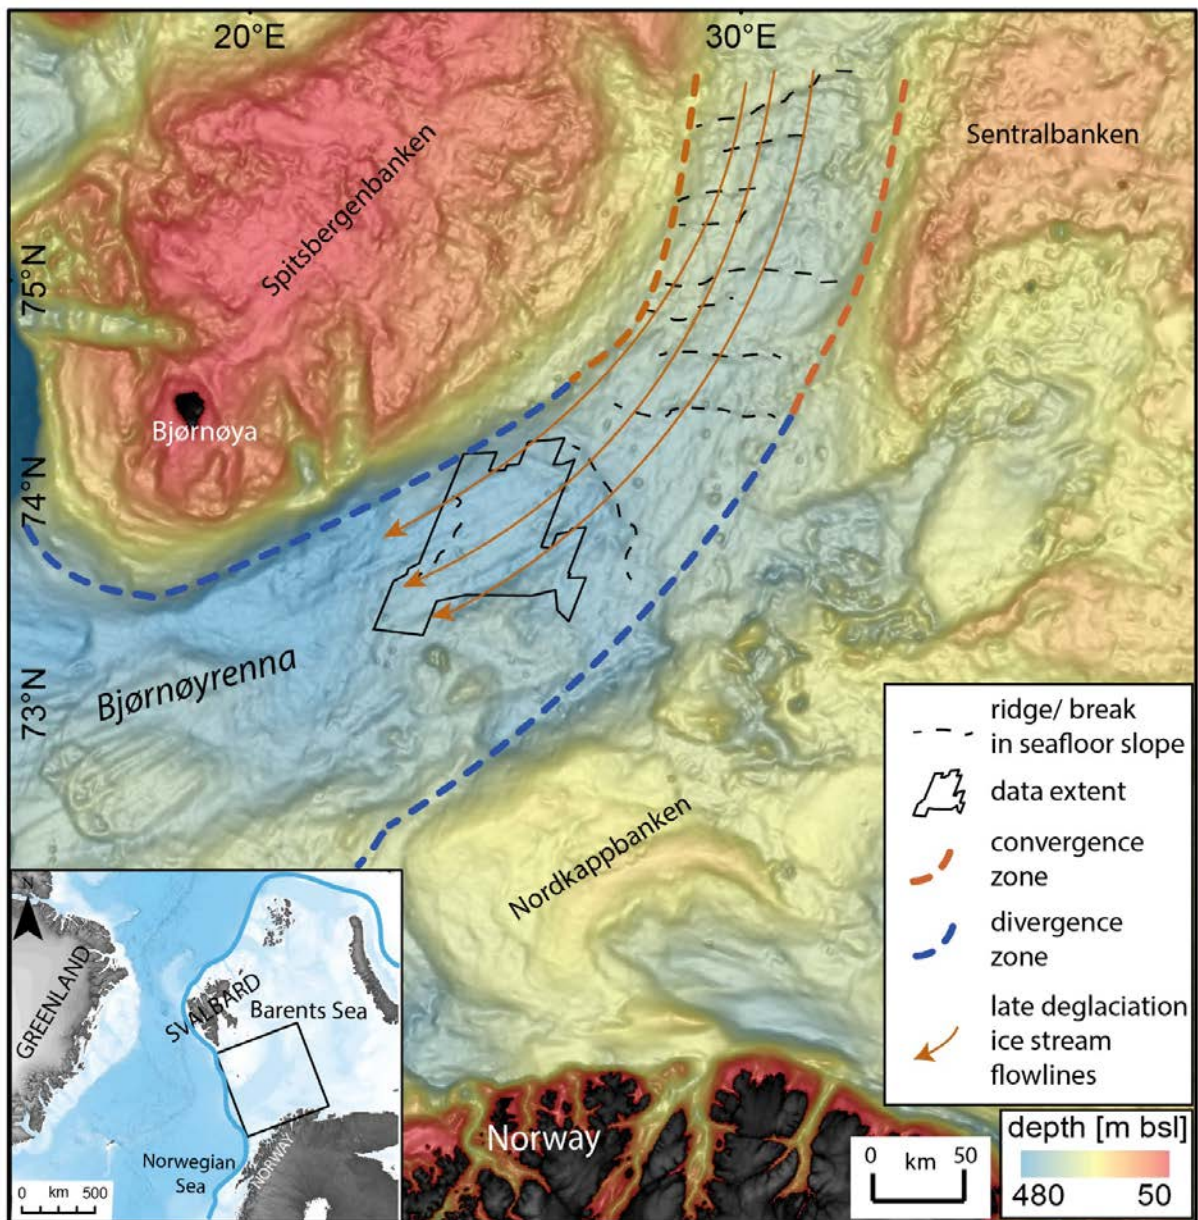 20°E
30°E
Sentralbanken
Spitsbergenbanken
75°N
Bjørnøya
74°N
Bjørnøyrenna
73°N
Nordkappbanken
ridge/ break
in seafloor slope
data extent
convergence
zone
divergence
zone
late deglaciation
ice stream
flowlines
N
GREENLAND
SVALBARD
Barents Sea
Norwegian
Sea
NORWAY
0 km 500
Norway
0 km 50
depth [m bsl]
480 50